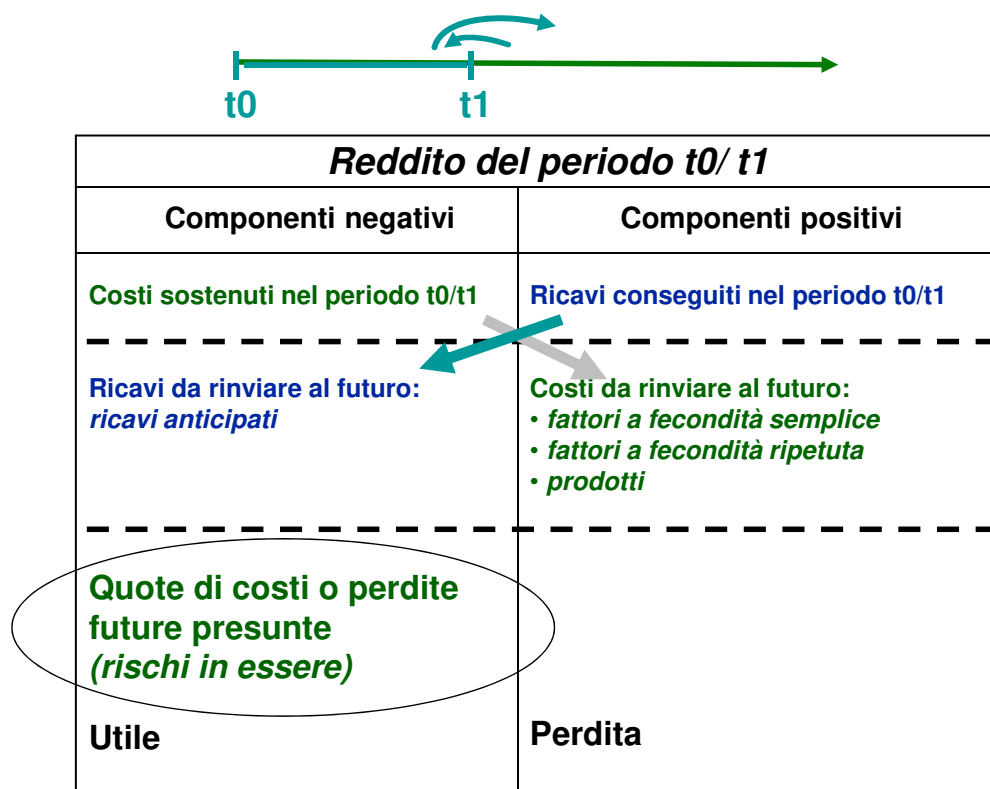 t0
t1
Reddito del periodo t0/ t1
Componenti negativi
Componenti positivi
Costi sostenuti nel periodo t0/t1
Ricavi conseguiti nel periodo t0/t1
Ricavi da rinviare al futuro:
ricavi anticipati
Costi da rinviare al futuro:
• fattori a fecondità semplice
• fattori a fecondità ripetuta
• prodotti
Quote di costi o perdite
future presunte
(rischi in essere)
Utile
Perdita